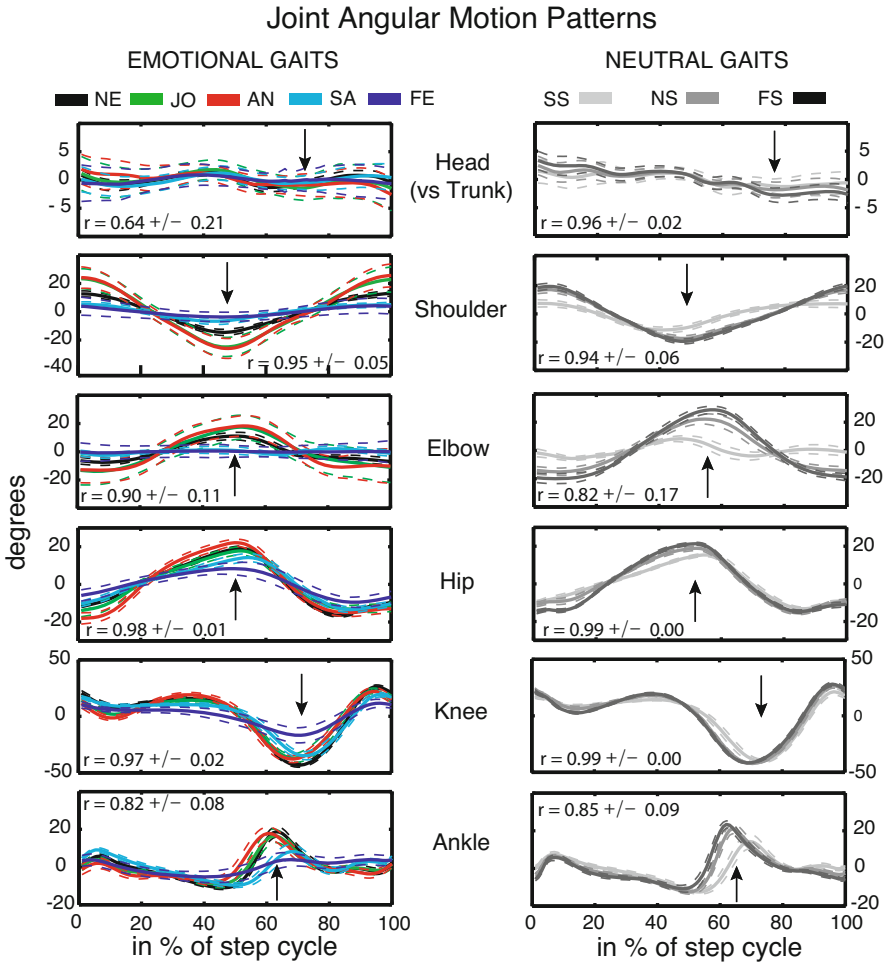 Joint Angular Motion Patterns
EMOTIONAL GAITS NEUTRAL GAITS
NE JO AN SA FE SS NS FS
5
0
- 5
r = 0.64 +/- 0.21
Head
(vs Trunk)
5
0
- 5
r = 0.96 +/- 0.02
20
0
-20
-40
r = 0.95 +/- 0.05
Shoulder
20
0
-20
r = 0.94 +/- 0.06
20
0
-20
r = 0.90 +/- 0.11
Elbow
20
0
-20
r = 0.82 +/- 0.17
degrees
20
0
-20
r = 0.98 +/- 0.01
Hip
20
0
-20
r = 0.99 +/- 0.00
50
0
-50
r = 0.97 +/- 0.02
Knee
50
0
-50
r = 0.99 +/- 0.00
r = 0.82 +/- 0.08
20
0
-20
Ankle
r = 0.85 +/- 0.09
20
0
-20
0 20 40 60 80 100 0 20 40 60 80 100
in % of step cycle in % of step cycle